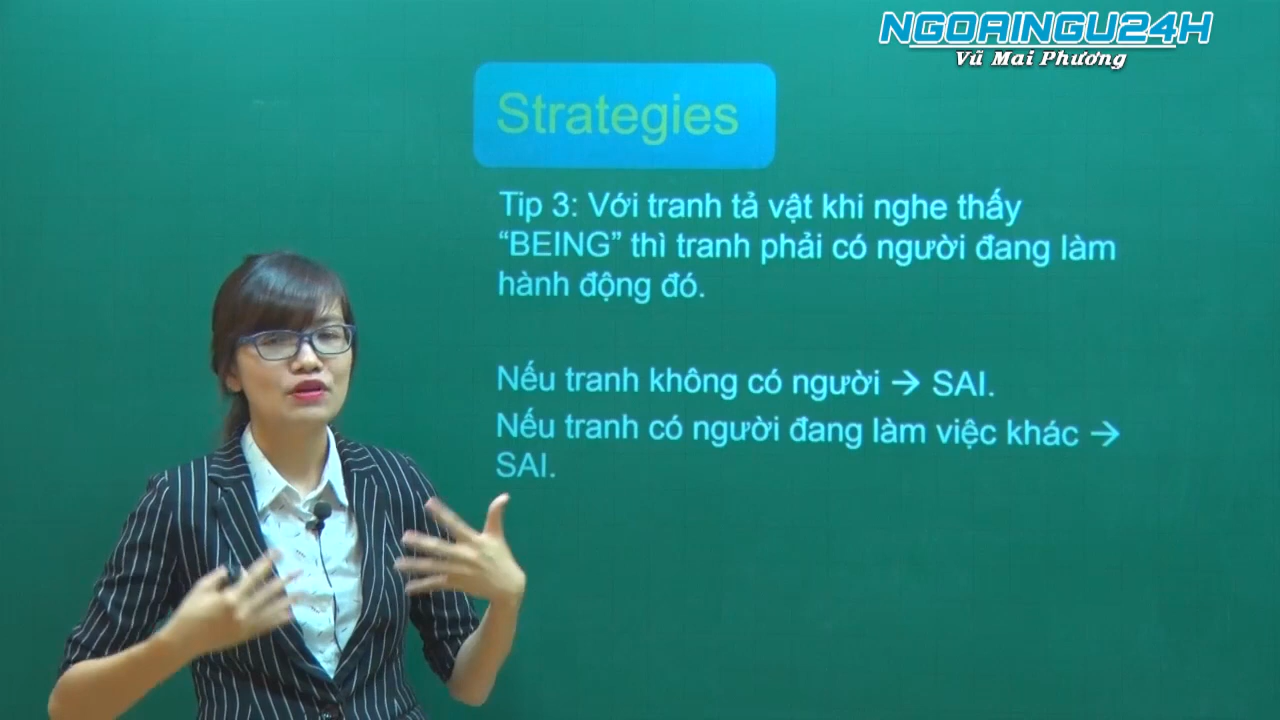 NGOAINGU24H
Vũ Mai Phương
Strategies
Tip 3: Với tranh tả vật khi nghe thấy
“BEING” thì tranh phải có người đang làm
hành động đó.
Nếu tranh không có người → SAI.
Nếu tranh có người đang làm việc khác →
SAI.